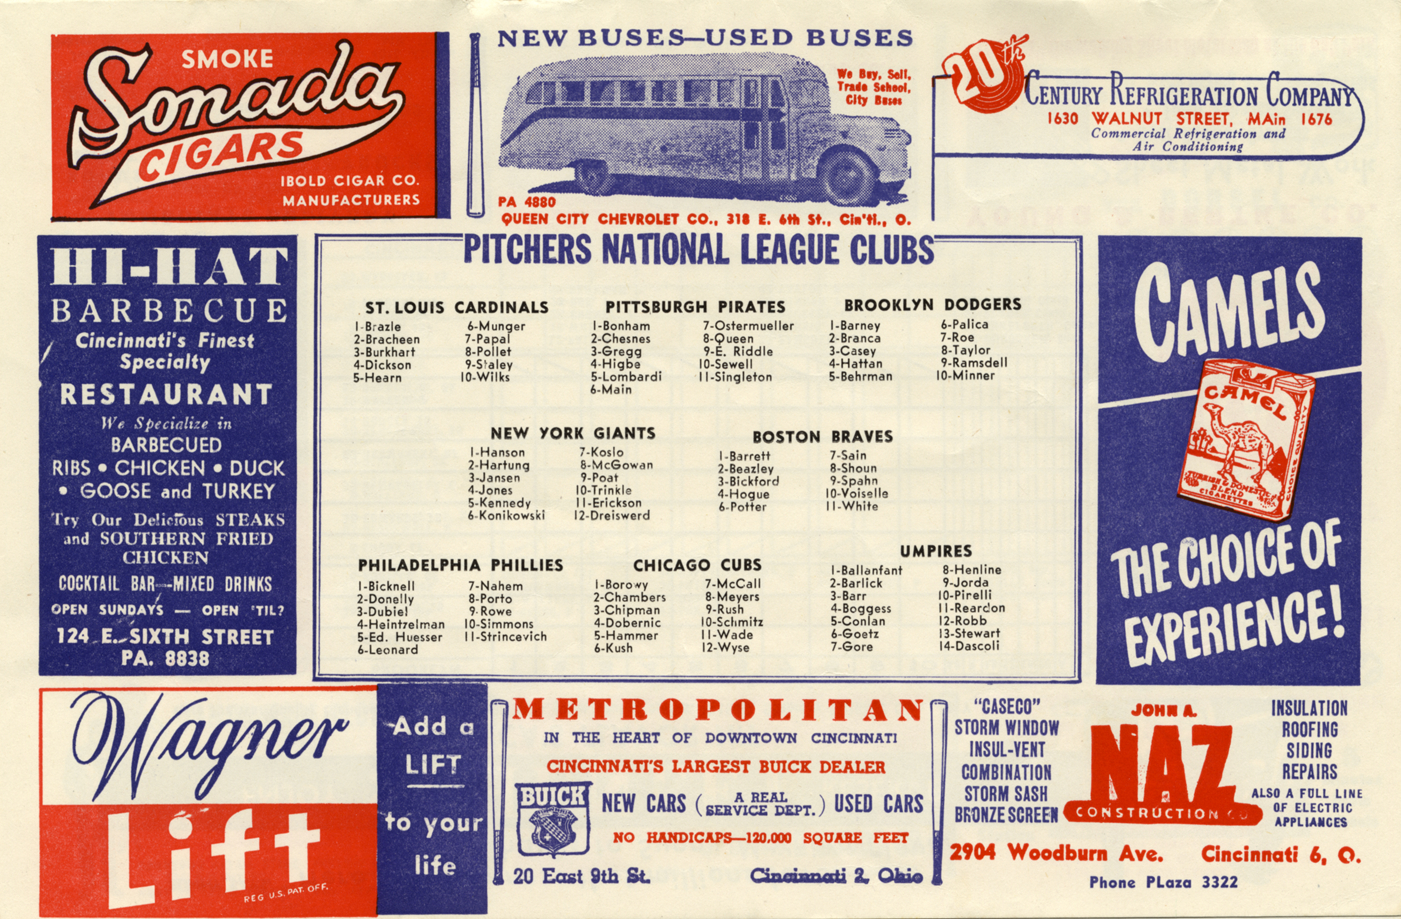 SMOKE
Sonada
CIGARS
IBOLD CIGAR CO.
MANUFACTURERS
NEW BUSES—USED BUSES
We Buy, Sell,
Trade School,
City Buses
PA 4880
QUEEN CITY CHEVROLET CO., 318 E. 6th St., Cin'ti., O.
20th
CENTURY REFRIGERATION COMPANY
1630 WALNUT STREET, MAin 1676
Commercial Refrigeration and
Air Conditioning
HI-HAT
BARBECUE
Cincinnati's Finest
Specialty
RESTAURANT
We Specialize in
BARBECUED
RIBS • CHICKEN • DUCK
• GOOSE and TURKEY
Try Our Delicious STEAKS
and SOUTHERN FRIED
CHICKEN
COCKTAIL BAR—MIXED DRINKS
OPEN SUNDAYS — OPEN 'TIL?
124 E. SIXTH STREET
PA. 8838
PITCHERS NATIONAL LEAGUE CLUBS
ST. LOUIS CARDINALS
1-Brazle
2-Bracheen
3-Burkhart
4-Dickson
5-Hearn
6-Munger
7-Papal
8-Pollet
9-Staley
10-Wilks
PITTSBURGH PIRATES
1-Bonham
2-Chesnes
3-Gregg
4-Higbe
5-Lombardi
6-Main
7-Ostermueller
8-Queen
9-E. Riddle
10-Sewell
11-Singleton
BROOKLYN DODGERS
1-Barney
2-Branca
3-Casey
4-Hattan
5-Behrman
6-Palica
7-Roe
8-Taylor
9-Ramsdell
10-Minner
NEW YORK GIANTS
1-Hanson
2-Hartung
3-Jansen
4-Jones
5-Kennedy
6-Konikowski
7-Koslo
8-McGowan
9-Poat
10-Trinkle
11-Erickson
12-Dreiswerd
BOSTON BRAVES
1-Barrett
2-Beazley
3-Bickford
4-Hogue
6-Potter
7-Sain
8-Shoun
9-Spahn
10-Voiselle
11-White
PHILADELPHIA PHILLIES
1-Bicknell
2-Donelly
3-Dubiel
4-Heintzelman
5-Ed. Huesser
6-Leonard
7-Nahem
8-Porto
9-Rowe
10-Simmons
11-Strincevich
CHICAGO CUBS
1-Borowy
2-Chambers
3-Chipman
4-Dobernic
5-Hammer
6-Kush
7-McCall
8-Meyers
9-Rush
10-Schmitz
11-Wade
12-Wyse
UMPIRES
1-Ballanfant
2-Barlick
3-Barr
4-Boggess
5-Conlan
6-Goetz
7-Gore
8-Henline
9-Jorda
10-Pirelli
11-Reardon
12-Robb
13-Stewart
14-Dascoli
CAMELS
CAMEL
TURKISH & DOMESTIC
BLEND
CIGARETTES
CHOICE QUALITY
THE CHOICE OF
EXPERIENCE!
Wagner
Lift
REG U.S. PAT. OFF.
Add a
LIFT
to your
life
METROPOLITAN
IN THE HEART OF DOWNTOWN CINCINNATI
CINCINNATI'S LARGEST BUICK DEALER
BUICK
NEW CARS (A REAL SERVICE DEPT.) USED CARS
NO HANDICAPS—120,000 SQUARE FEET
20 East 9th St. Cincinnati 2, Ohio
"CASECO"
STORM WINDOW
INSUL-VENT
COMBINATION
STORM SASH
BRONZE SCREEN
JOHN A.
NAZ
CONSTRUCTION CO
INSULATION
ROOFING
SIDING
REPAIRS
ALSO A FULL LINE
OF ELECTRIC
APPLIANCES
2904 Woodburn Ave. Cincinnati 6, O.
Phone Plaza 3322